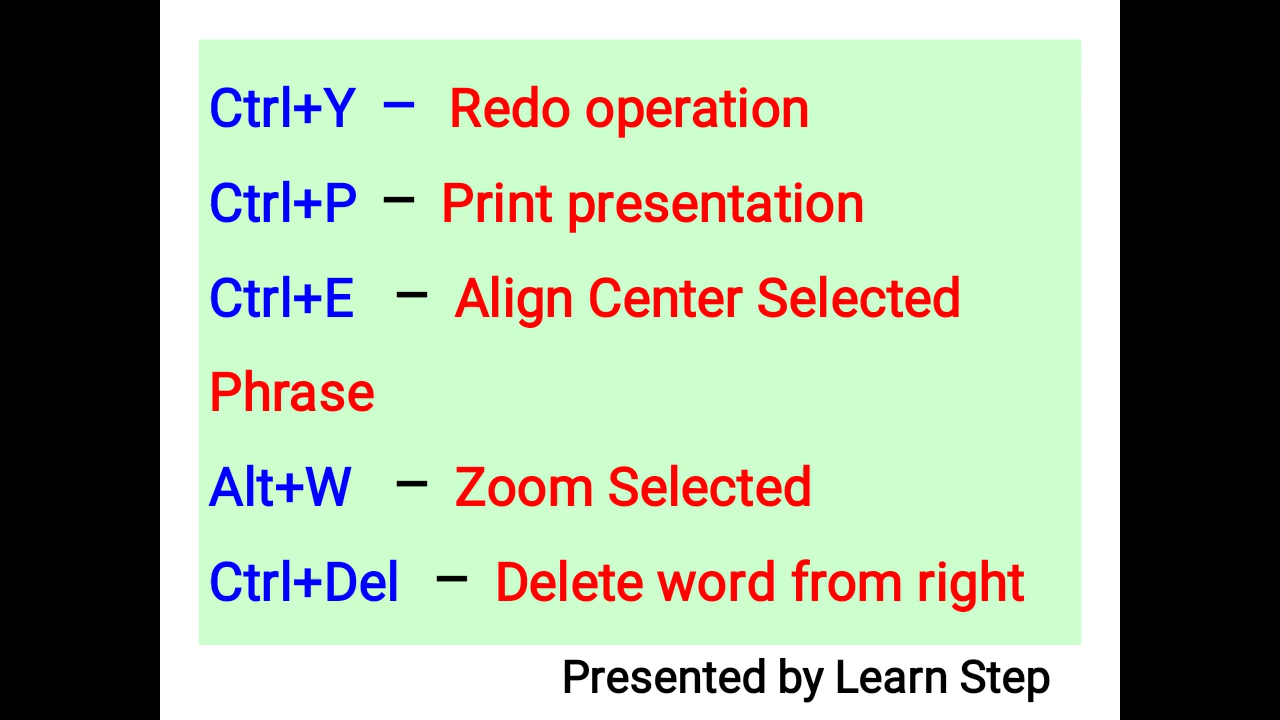 Ctrl+Y – Redo operation
Ctrl+P – Print presentation
Ctrl+E – Align Center Selected
Phrase
Alt+W – Zoom Selected
Ctrl+Del – Delete word from right
Presented by Learn Step